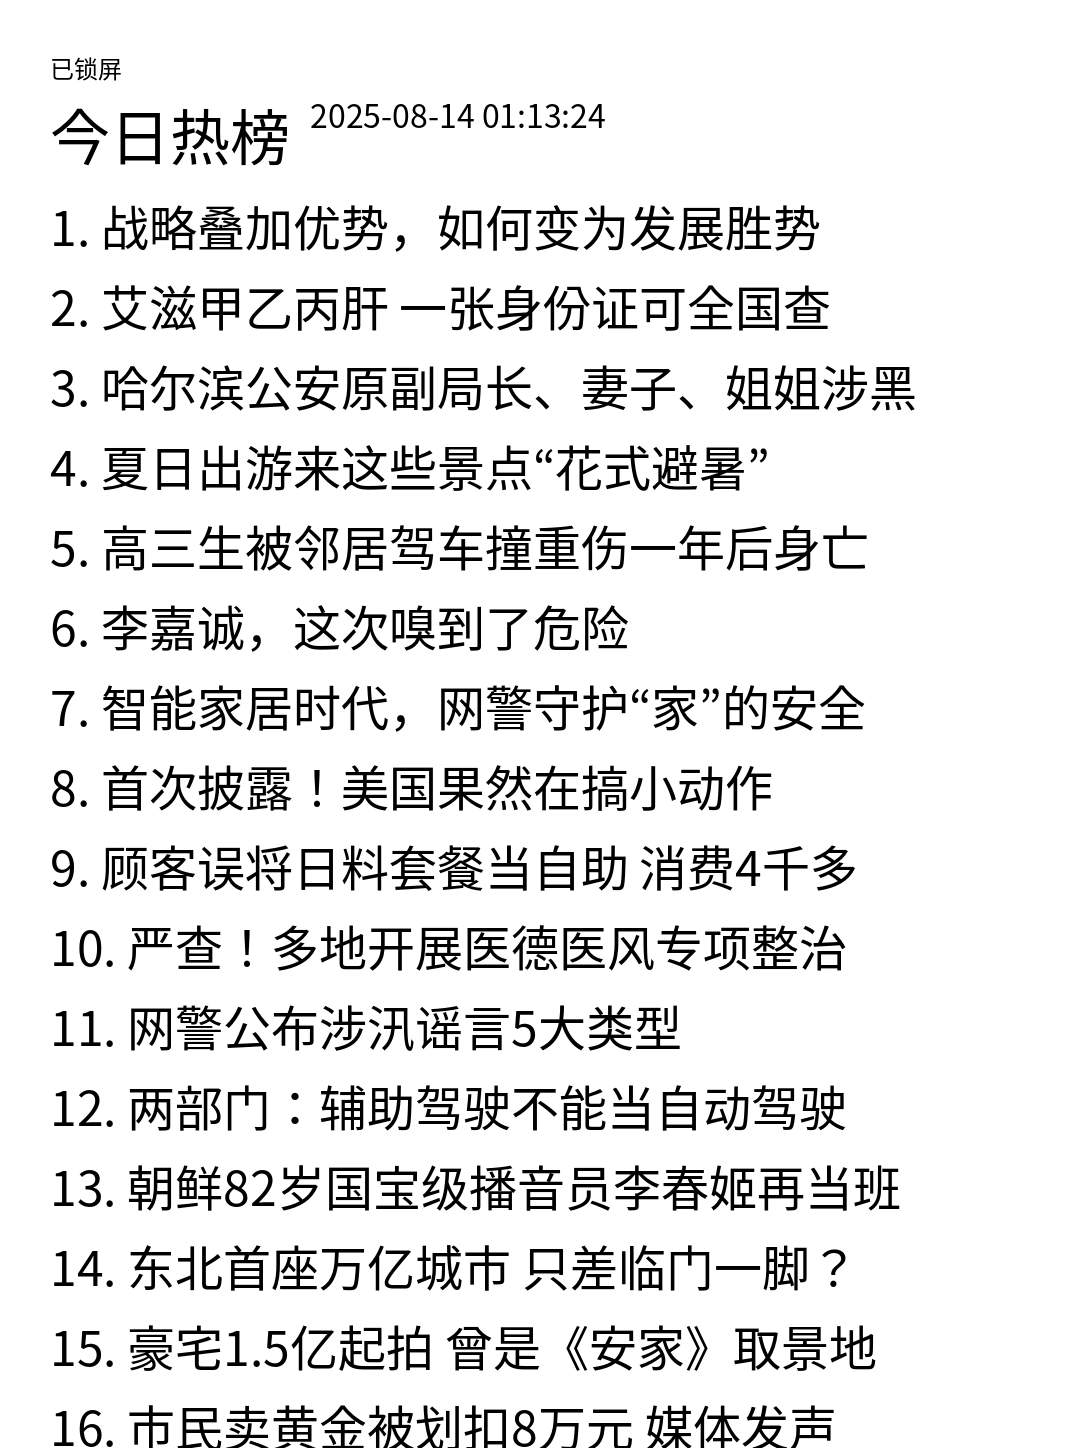 已锁屏
今日热榜 2025-08-14 01:13:24
1. 战略叠加优势，如何变为发展胜势
2. 艾滋甲乙丙肝 一张身份证可全国查
3. 哈尔滨公安原副局长、妻子、姐姐涉黑
4. 夏日出游来这些景点“花式避暑”
5. 高三生被邻居驾车撞重伤一年后身亡
6. 李嘉诚，这次嗅到了危险
7. 智能家居时代，网警守护“家”的安全
8. 首次披露！美国果然在搞小动作
9. 顾客误将日料套餐当自助 消费4千多
10. 严查！多地开展医德医风专项整治
11. 网警公布涉汛谣言5大类型
12. 两部门：辅助驾驶不能当自动驾驶
13. 朝鲜82岁国宝级播音员李春姬再当班
14. 东北首座万亿城市 只差临门一脚？
15. 豪宅1.5亿起拍 曾是《安家》取景地
16. 市民卖黄金被划扣8万元 媒体发声